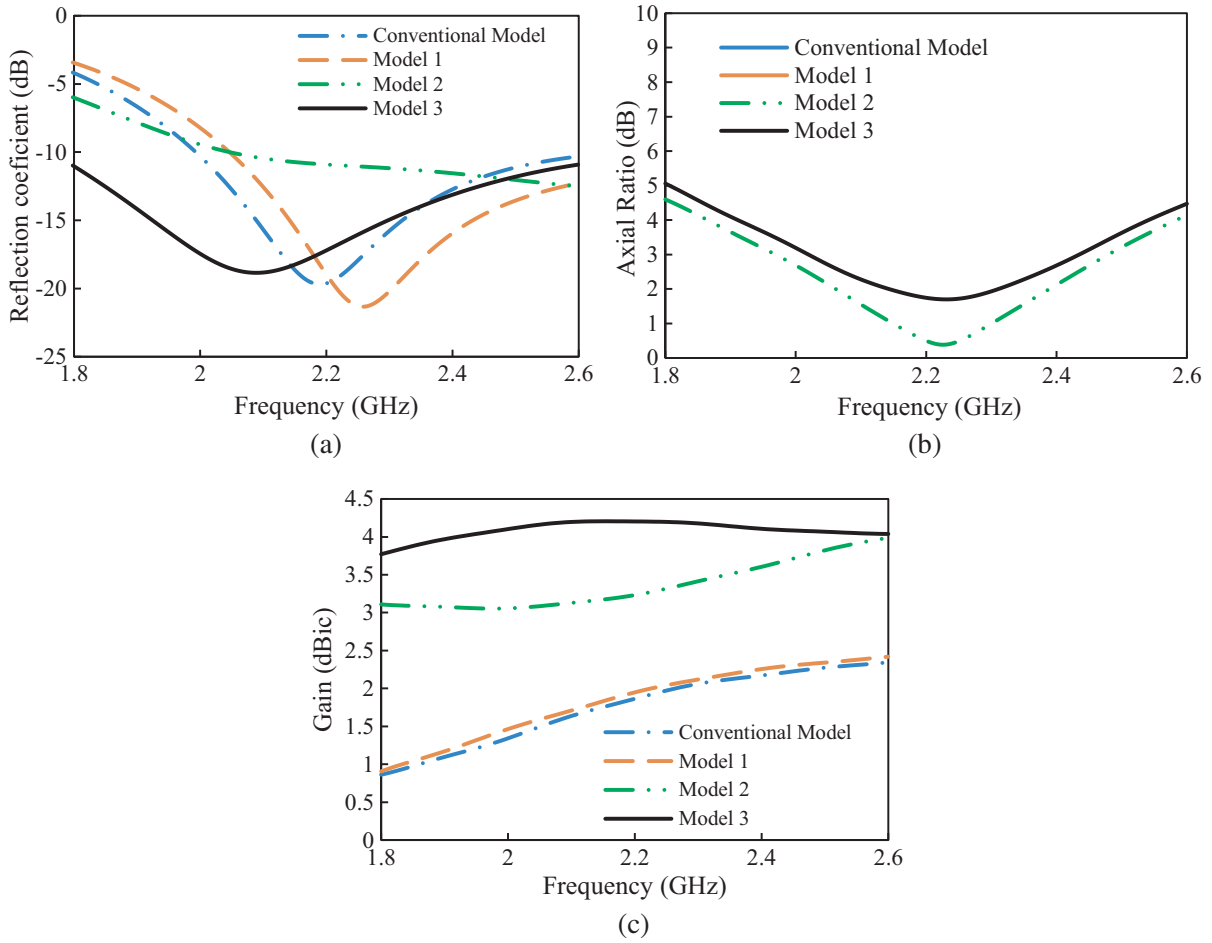 0
-5
-10
-15
-20
-25
1.8
2
2.2
2.4
2.6
Reflection coeficient (dB)
Frequency (GHz)
Conventional Model
Model 1
Model 2
Model 3
(a)
10
9
8
7
6
5
4
3
2
1
0
1.8
2
2.2
2.4
2.6
Axial Ratio (dB)
Frequency (GHz)
Conventional Model
Model 1
Model 2
Model 3
(b)
4.5
4
3.5
3
2.5
2
1.5
1
0.5
0
1.8
2
2.2
2.4
2.6
Gain (dBic)
Frequency (GHz)
Conventional Model
Model 1
Model 2
Model 3
(c)